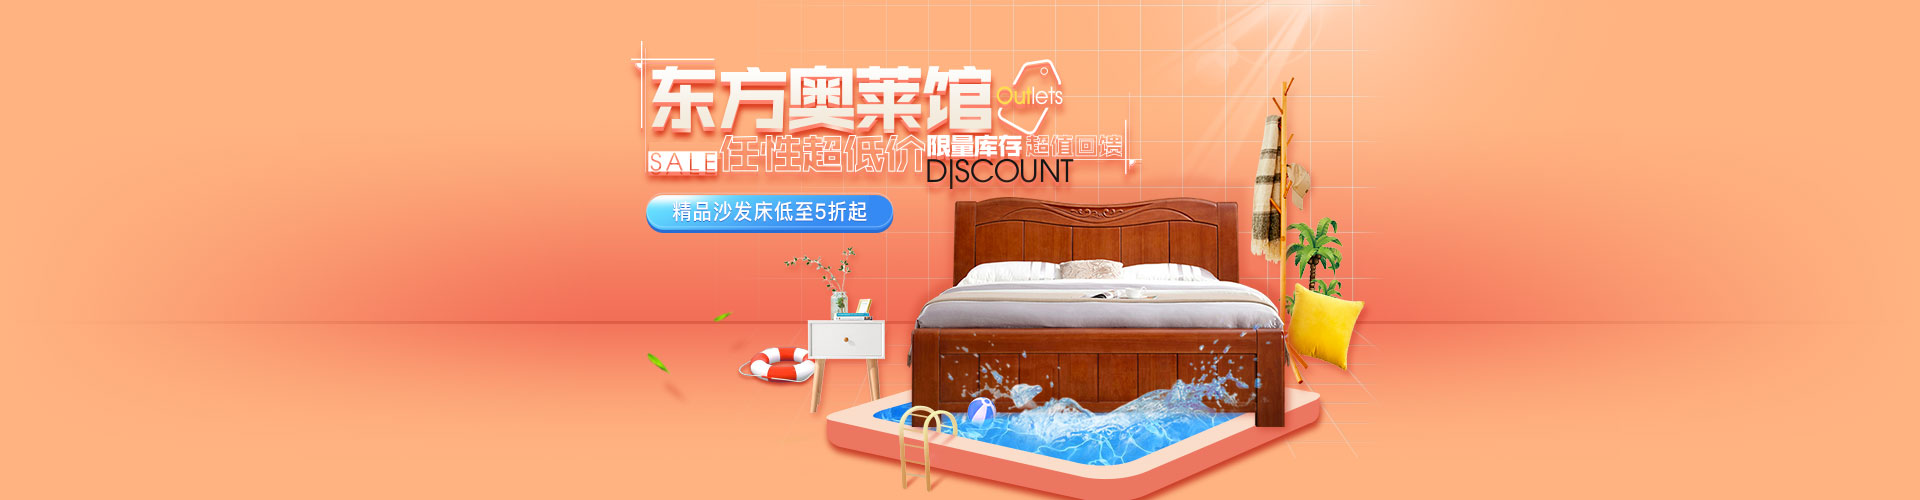 东方奥莱馆
Outlets
SALE
任性超低价
限量库存 超值回馈
DISCOUNT
精品沙发床低至5折起